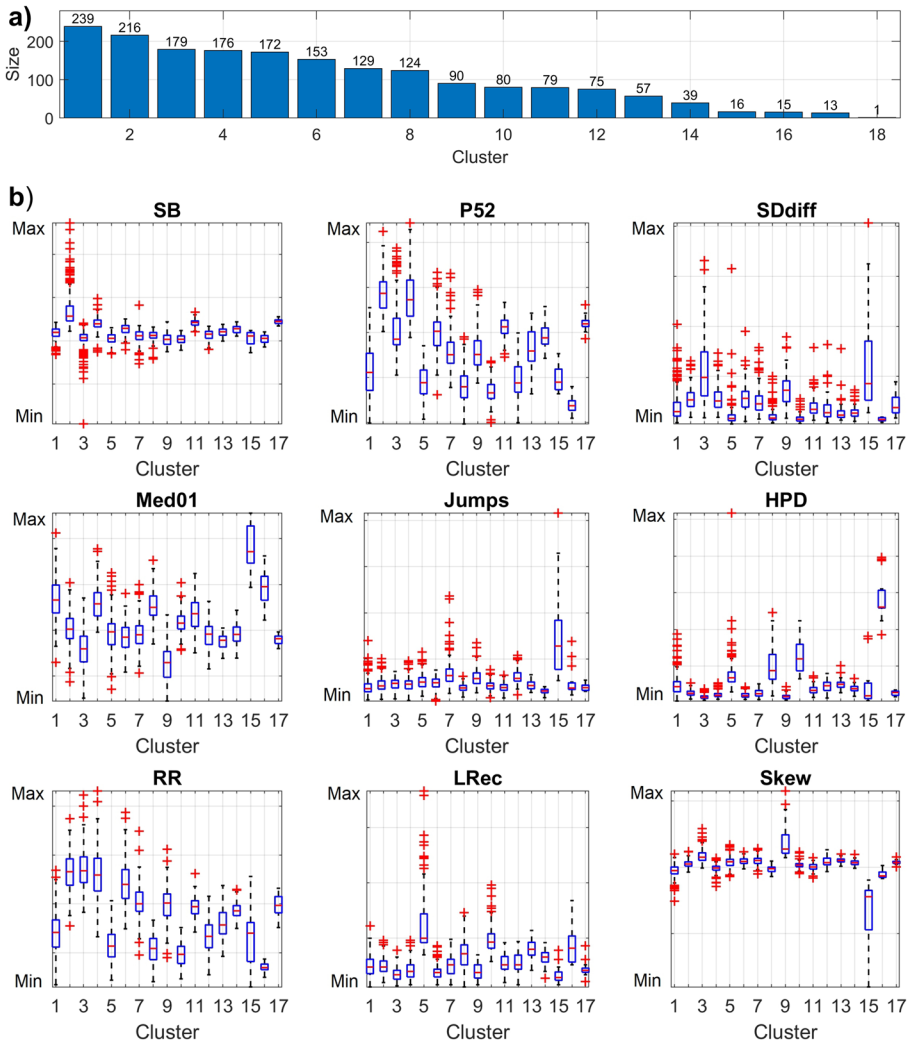 a)
Size
200
100
0
239 216 179 176 172 153 129 124 90 80 79 75 57 39 16 15 13 1
2 4 6 8 10 12 14 16 18
Cluster
b)
SB P52 SDdiff
Max Max Max
Min Min Min
1 3 5 7 9 11 13 15 17 1 3 5 7 9 11 13 15 17 1 3 5 7 9 11 13 15 17
Cluster Cluster Cluster
Med01 Jumps HPD
Max Max Max
Min Min Min
1 3 5 7 9 11 13 15 17 1 3 5 7 9 11 13 15 17 1 3 5 7 9 11 13 15 17
Cluster Cluster Cluster
RR LRec Skew
Max Max Max
Min Min Min
1 3 5 7 9 11 13 15 17 1 3 5 7 9 11 13 15 17 1 3 5 7 9 11 13 15 17
Cluster Cluster Cluster